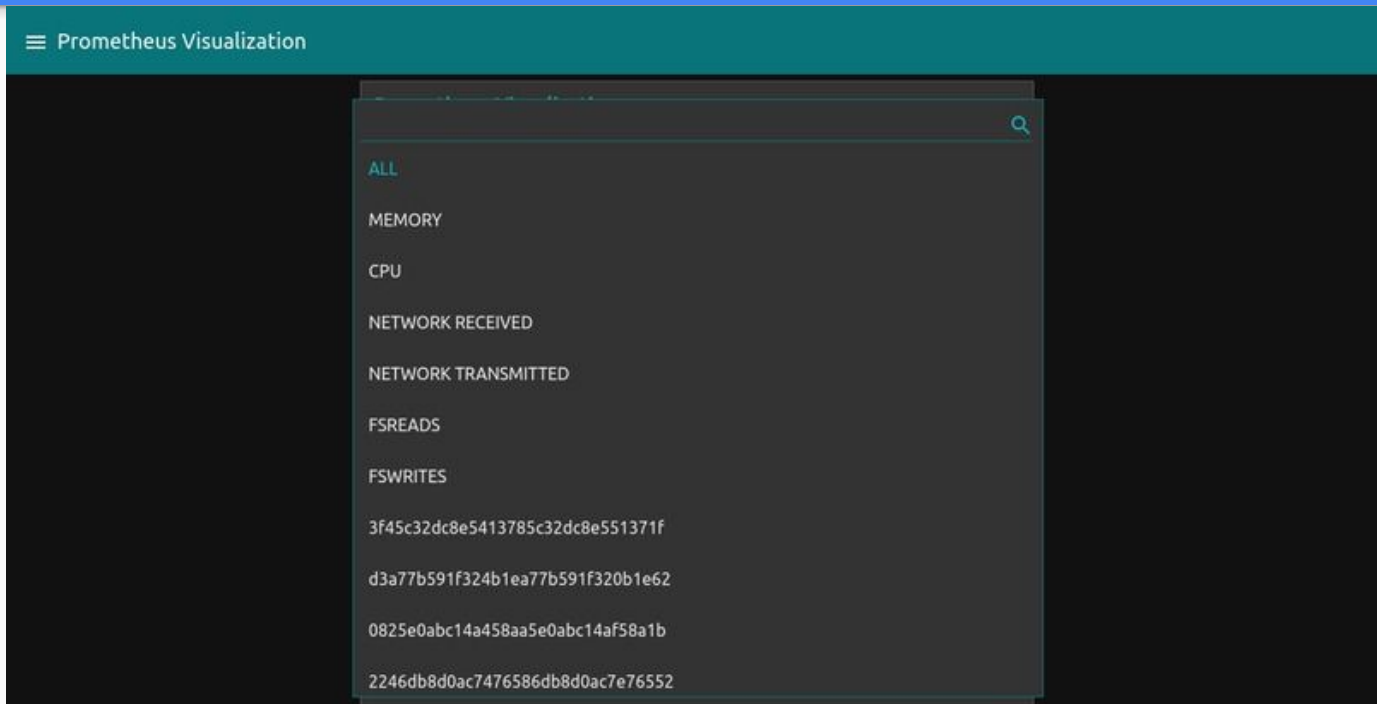 Prometheus Visualization
ALL
MEMORY
CPU
NETWORK RECEIVED
NETWORK TRANSMITTED
FSREADS
FSWRITES
3f45c32dc8e5413785c32dc8e551371f
d3a77b591f324b1ea77b591f320b1e62
0825e0abc14a458aa5e0abc14af58a1b
2246db8d0ac7476586db8d0ac7e76552